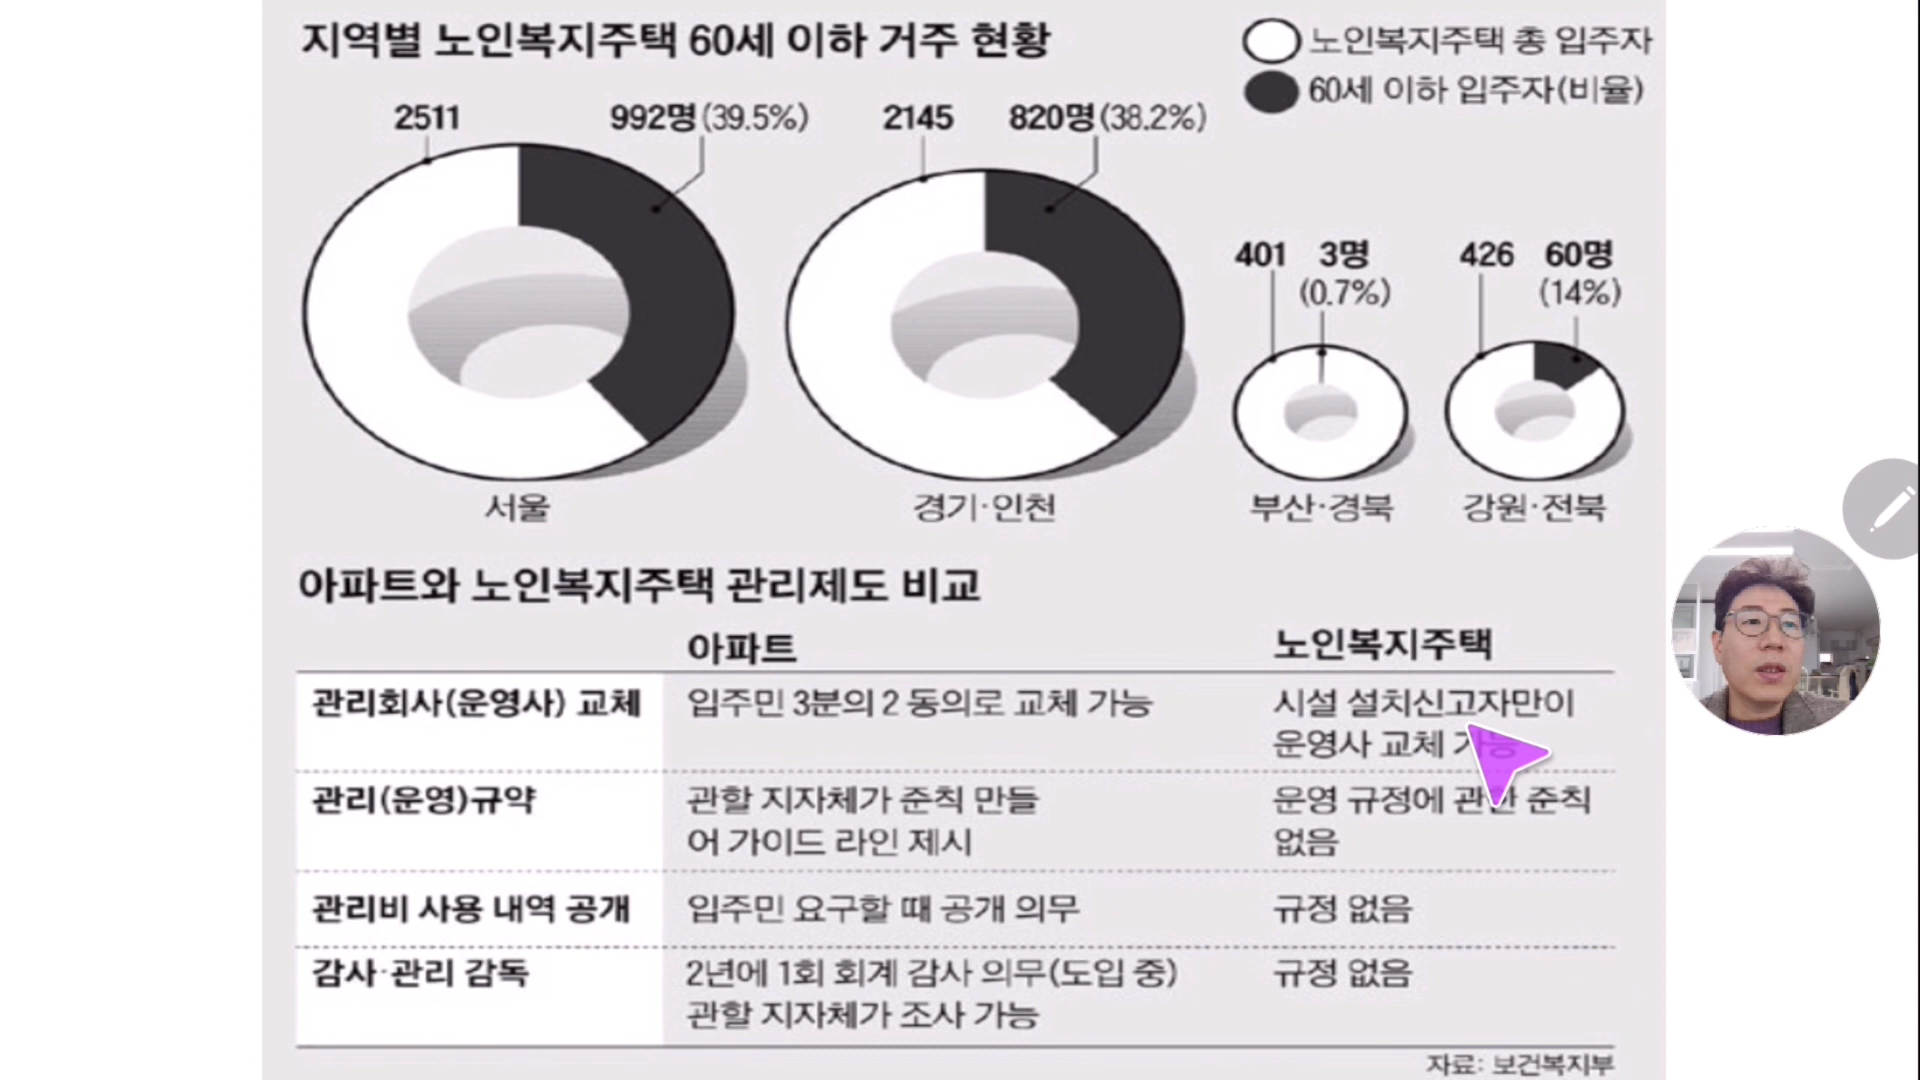 지역별 노인복지주택 60세 이하 거주 현황
노인복지주택 총 입주자
60세 이하 입주자(비율)
2511
992명(39.5%)
2145
820명(38.2%)
401
3명
(0.7%)
426
60명
(14%)
서울
경기·인천
부산·경북
강원·전북
아파트와 노인복지주택 관리제도 비교
아파트
노인복지주택
관리회사(운영사) 교체
입주민 3분의 2 동의로 교체 가능
시설 설치신고자만이
운영사 교체 가능
관리(운영)규약
관할 지자체가 준칙 만들
어 가이드 라인 제시
운영 규정에 관한 준칙
없음
관리비 사용 내역 공개
입주민 요구할 때 공개 의무
규정 없음
감사·관리 감독
2년에 1회 회계 감사 의무(도입 중)
관할 지자체가 조사 가능
규정 없음
자료: 보건복지부